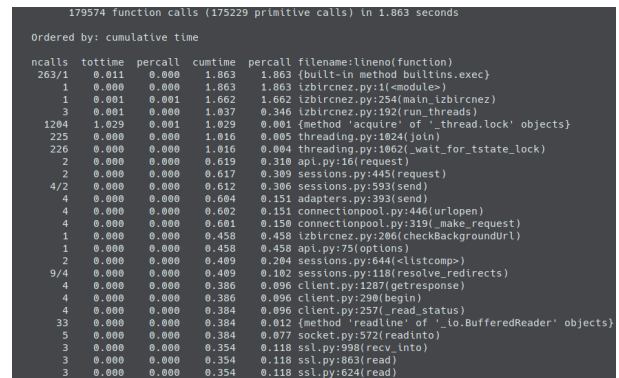 179574 function calls (175229 primitive calls) in 1.863 seconds
Ordered by: cumulative time
ncalls tottime percall cumtime percall filename:lineno(function)
263/1 0.011 0.000 1.863 1.863 {built-in method builtins.exec}
1 0.000 0.000 1.863 1.863 izbircnez.py:1(<module>)
1 0.001 0.001 1.662 1.662 izbircnez.py:254(main_izbircnez)
3 0.001 0.000 1.037 0.346 izbircnez.py:192(run_threads)
1204 1.029 0.001 1.029 0.001 {method 'acquire' of '_thread.lock' objects}
225 0.000 0.000 1.016 0.005 threading.py:1024(join)
226 0.000 0.000 1.016 0.004 threading.py:1062(_wait_for_tstate_lock)
2 0.000 0.000 0.619 0.310 api.py:16(request)
2 0.000 0.000 0.617 0.309 sessions.py:445(request)
4/2 0.000 0.000 0.612 0.306 sessions.py:593(send)
4 0.000 0.000 0.604 0.151 adapters.py:393(send)
4 0.000 0.000 0.602 0.151 connectionpool.py:446(urlopen)
4 0.000 0.000 0.601 0.150 connectionpool.py:319(_make_request)
1 0.000 0.000 0.458 0.458 izbircnez.py:206(checkBackgroundUrl)
1 0.000 0.000 0.458 0.458 api.py:75(options)
2 0.000 0.000 0.409 0.204 sessions.py:644(<listcomp>)
9/4 0.000 0.000 0.409 0.102 sessions.py:118(resolve_redirects)
4 0.000 0.000 0.386 0.096 client.py:1287(getresponse)
4 0.000 0.000 0.386 0.096 client.py:290(begin)
4 0.000 0.000 0.384 0.096 client.py:257(_read_status)
33 0.000 0.000 0.384 0.012 {method 'readline' of '_io.BufferedReader' objects}
5 0.000 0.000 0.384 0.077 socket.py:572(readinto)
3 0.000 0.000 0.354 0.118 ssl.py:998(recv_into)
3 0.000 0.000 0.354 0.118 ssl.py:863(read)
3 0.000 0.000 0.354 0.118 ssl.py:624(read)